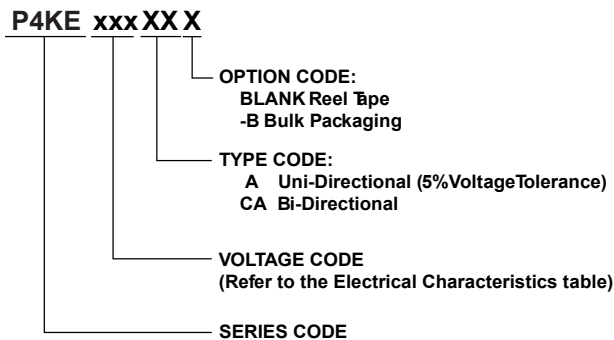 P4KE xxx XX X
OPTION CODE:
BLANK Reel Tape
-B Bulk Packaging
TYPE CODE:
A Uni-Directional (5%VoltageTolerance)
CA Bi-Directional
VOLTAGE CODE
(Refer to the Electrical Characteristics table)
SERIES CODE